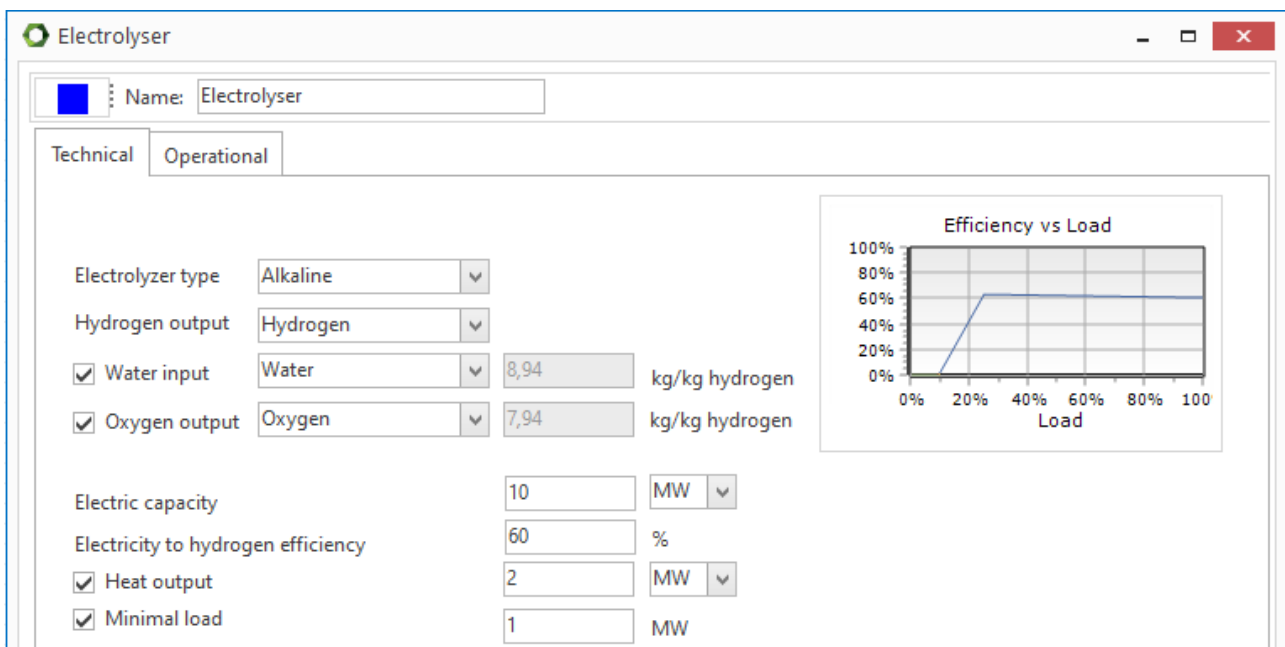 Electrolyser
Name: Electrolyser
Technical Operational
Efficiency vs Load
100%
80%
60%
40%
20%
0%
0% 20% 40% 60% 80% 100
Load
Electrolyzer type Alkaline
Hydrogen output Hydrogen
Water input Water 8,94 kg/kg hydrogen
Oxygen output Oxygen 7,94 kg/kg hydrogen
Electric capacity 10 MW
Electricity to hydrogen efficiency 60 %
Heat output 2 MW
Minimal load 1 MW